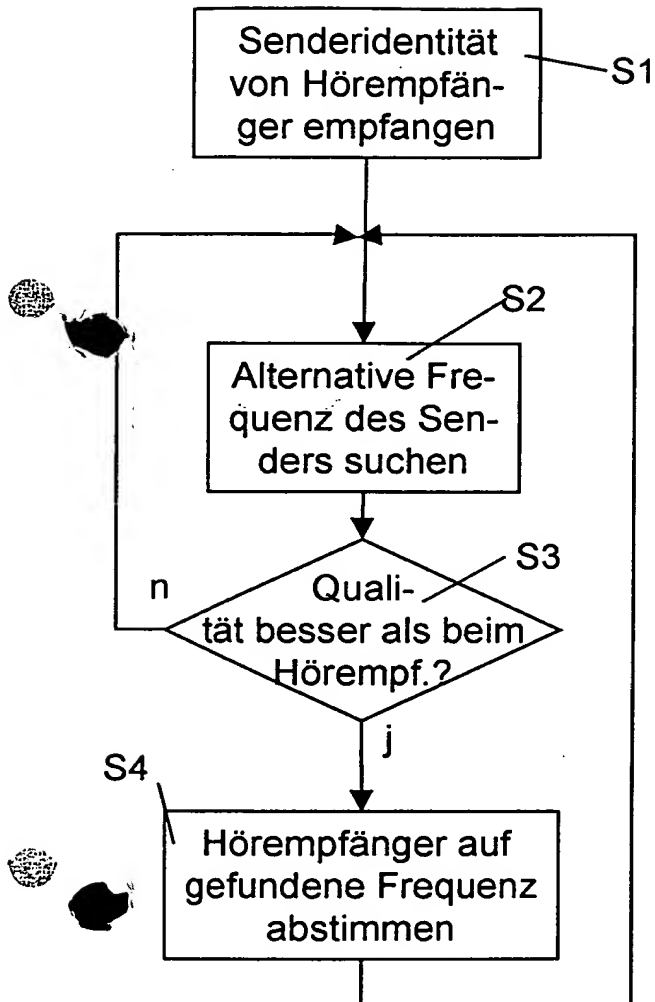 Senderidentität
von Hörempfän-
ger empfangen
S1
S2
Alternative Fre-
quenz des Sen-
ders suchen
S3
n
Quali-
tät besser als beim
Hörempf.?
j
S4
Hörempfänger auf
gefundene Frequenz
abstimmen